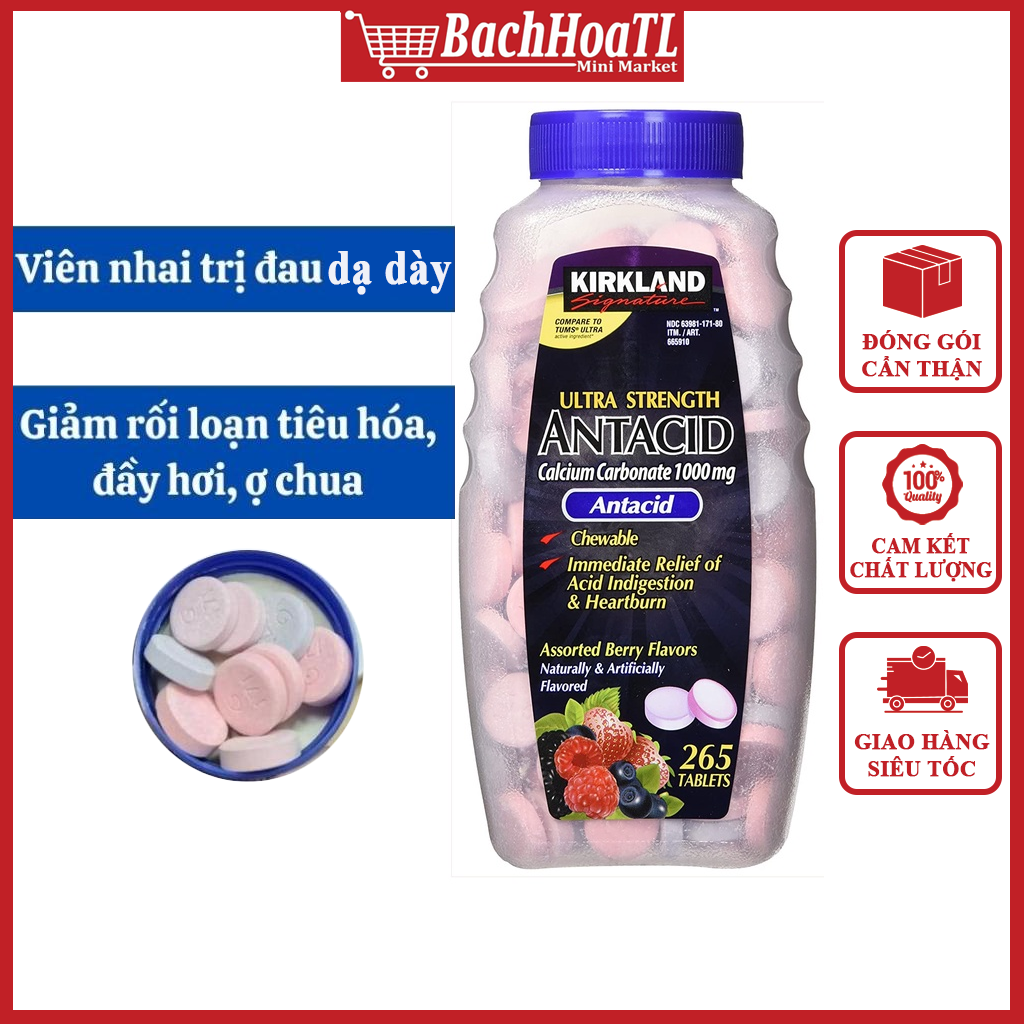 BachHoaTL
Mini Market
Viên nhai trị đau dạ dày
Giảm rối loạn tiêu hóa,
đầy hơi, ợ chua
KIRKLAND
Signature™
COMPARE TO
TUMS® ULTRA
active ingredient*
NDC 63981-171-80
ITM. / ART.
665910
ULTRA STRENGTH
ANTACID
Calcium Carbonate 1000 mg
Antacid
Chewable
Immediate Relief of
Acid Indigestion
& Heartburn
Assorted Berry Flavors
Naturally & Artificially
Flavored
265
TABLETS
ĐÓNG GÓI
CẨN THẬN
100%
Quality
CAM KẾT
CHẤT LƯỢNG
GIAO HÀNG
SIÊU TỐC